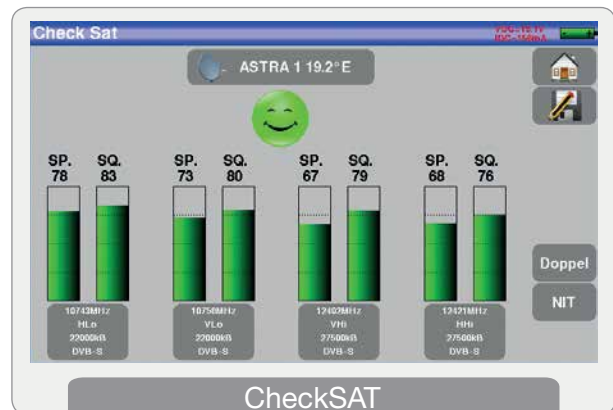 Check Sat
ASTRA 1 19.2°E
SP. SQ. SP. SQ. SP. SQ. SP. SQ.
78 83 73 80 67 79 68 76
Doppel
NIT
10743MHz 10758MHz 12402MHz 12421MHz
HLo VLo VHi HHi
22000kB 22000kB 27500kB 27500kB
DVB-S DVB-S DVB-S DVB-S
CheckSAT